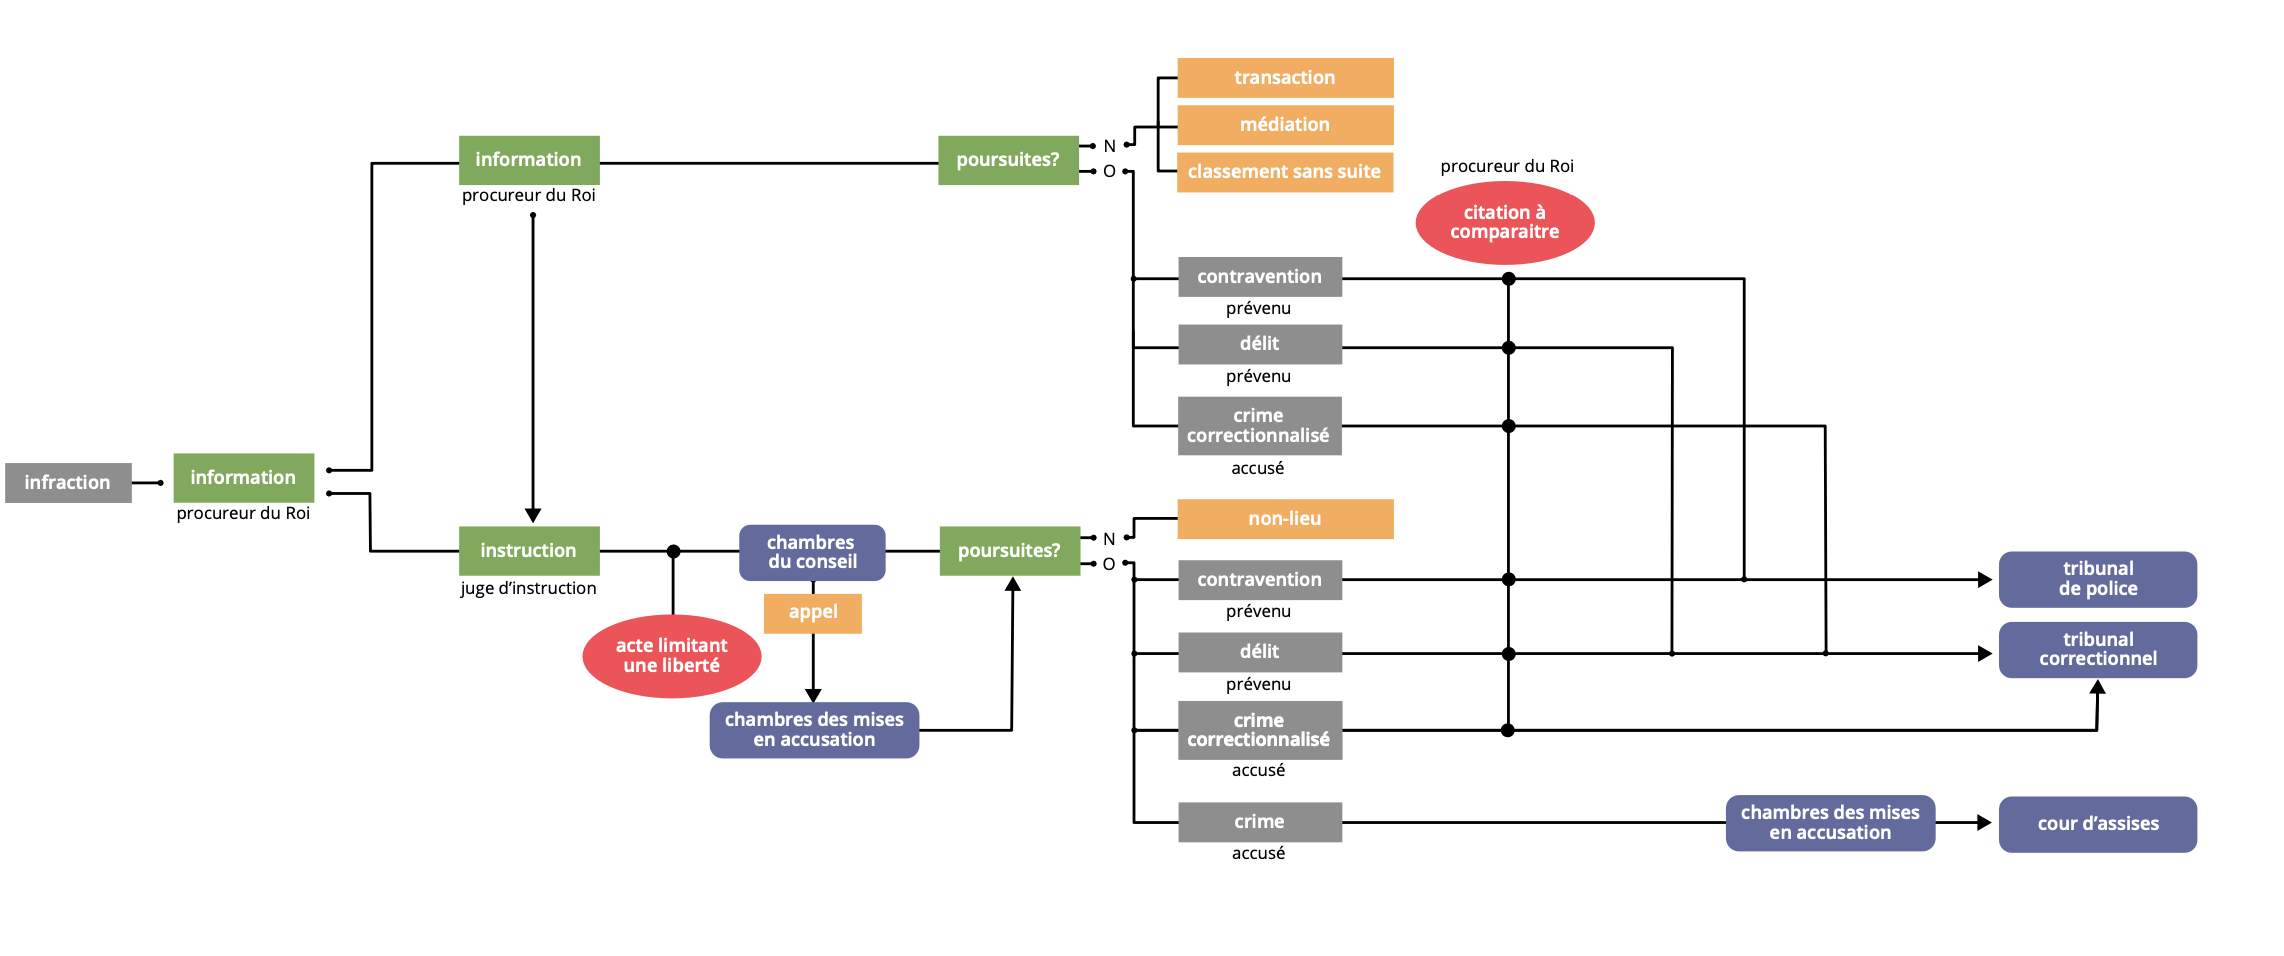 infraction
information
procureur du Roi
information
procureur du Roi
instruction
juge d’instruction
acte limitant
une liberté
chambres
du conseil
appel
chambres des mises
en accusation
poursuites?
N
O
transaction
médiation
classement sans suite
contravention
prévenu
délit
prévenu
crime
correctionnalisé
accusé
procureur du Roi
citation à
comparaitre
poursuites?
N
O
non-lieu
contravention
prévenu
délit
prévenu
crime
correctionnalisé
accusé
crime
accusé
chambres des mises
en accusation
tribunal
de police
tribunal
correctionnel
cour d’assises